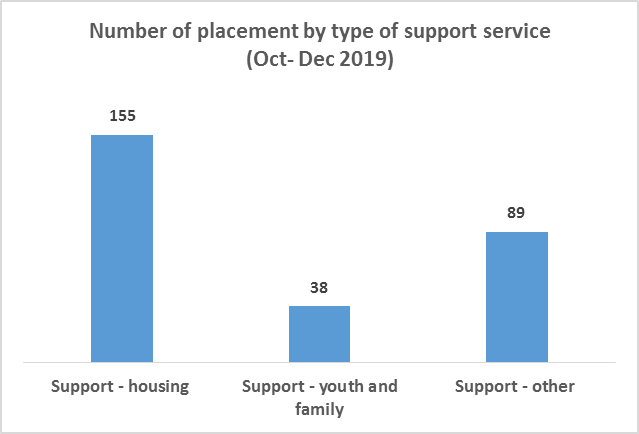 Number of placement by type of support service
(Oct- Dec 2019)
155
38
89
Support - housing
Support - youth and
family
Support - other